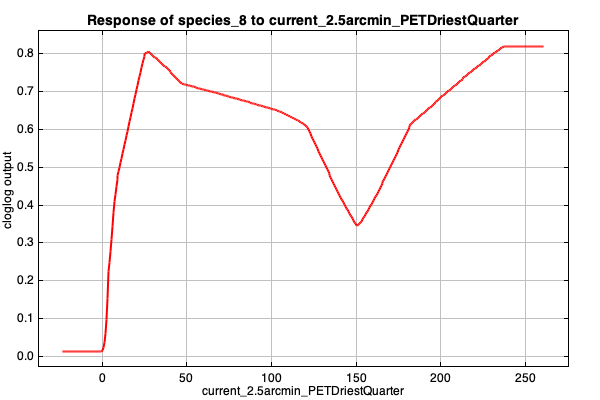 Response of species_8 to current_2.5arcmin_PETDriestQuarter
cloglog output
0.8
0.7
0.6
0.5
0.4
0.3
0.2
0.1
0.0
0 50 100 150 200 250
current_2.5arcmin_PETDriestQuarter